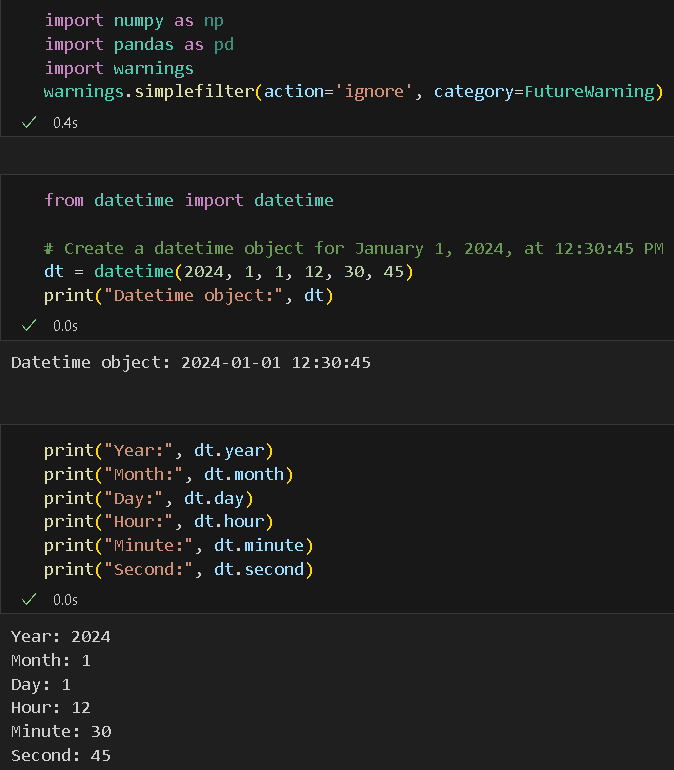 import numpy as np
import pandas as pd
import warnings
warnings.simplefilter(action='ignore', category=FutureWarning)
0.4s
from datetime import datetime
# Create a datetime object for January 1, 2024, at 12:30:45 PM
dt = datetime(2024, 1, 1, 12, 30, 45)
print("Datetime object:", dt)
0.0s
Datetime object: 2024-01-01 12:30:45
print("Year:", dt.year)
print("Month:", dt.month)
print("Day:", dt.day)
print("Hour:", dt.hour)
print("Minute:", dt.minute)
print("Second:", dt.second)
0.0s
Year: 2024
Month: 1
Day: 1
Hour: 12
Minute: 30
Second: 45